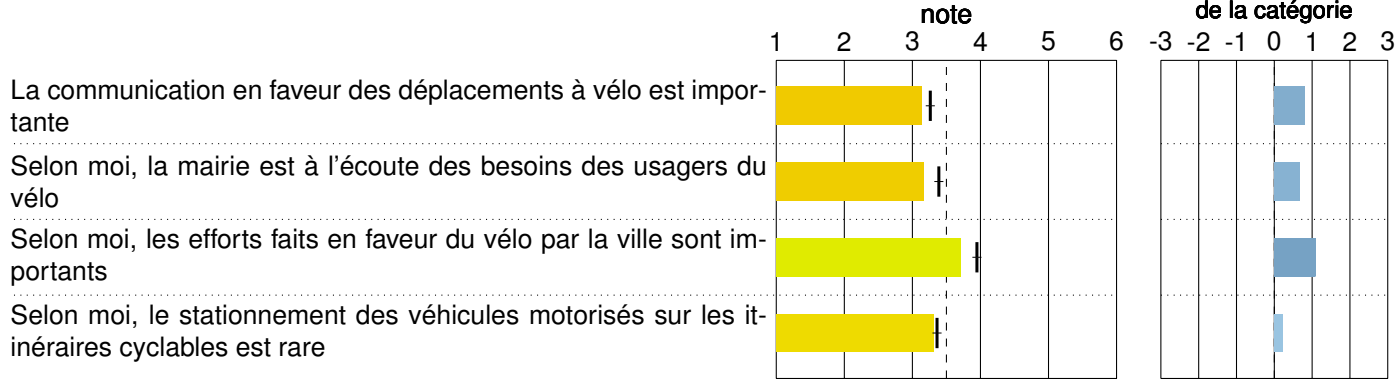 note
de la catégorie
1 2 3 4 5 6
-3 -2 -1 0 1 2 3
La communication en faveur des déplacements à vélo est impor-
tante
Selon moi, la mairie est à l'écoute des besoins des usagers du
vélo
Selon moi, les efforts faits en faveur du vélo par la ville sont im-
portants
Selon moi, le stationnement des véhicules motorisés sur les it-
inéraires cyclables est rare